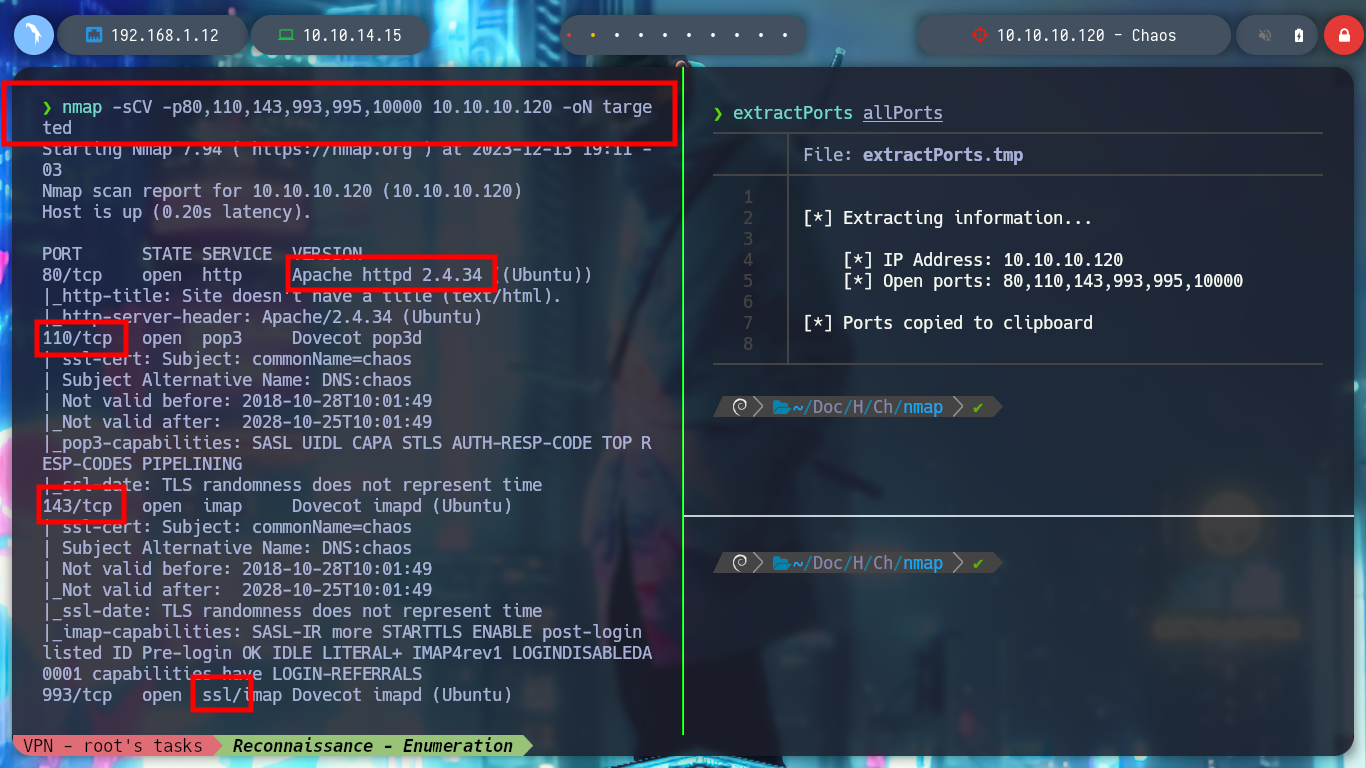 192.168.1.12
10.10.14.15
10.10.10.120 - Chaos
❯ nmap -sCV -p80,110,143,993,995,10000 10.10.10.120 -oN targe
ted
Starting Nmap 7.94 ( https://nmap.org ) at 2023-12-13 19:11 -
03
Nmap scan report for 10.10.10.120 (10.10.10.120)
Host is up (0.20s latency).
PORT      STATE SERVICE  VERSION
80/tcp    open  http     Apache httpd 2.4.34 ((Ubuntu))
|_http-title: Site doesn't have a title (text/html).
|_http-server-header: Apache/2.4.34 (Ubuntu)
110/tcp   open  pop3     Dovecot pop3d
| ssl-cert: Subject: commonName=chaos
| Subject Alternative Name: DNS:chaos
| Not valid before: 2018-10-28T10:01:49
|_Not valid after:  2028-10-25T10:01:49
|_pop3-capabilities: SASL UIDL CAPA STLS AUTH-RESP-CODE TOP R
ESP-CODES PIPELINING
|_ssl-date: TLS randomness does not represent time
143/tcp   open  imap     Dovecot imapd (Ubuntu)
| ssl-cert: Subject: commonName=chaos
| Subject Alternative Name: DNS:chaos
| Not valid before: 2018-10-28T10:01:49
|_Not valid after:  2028-10-25T10:01:49
|_ssl-date: TLS randomness does not represent time
|_imap-capabilities: SASL-IR more STARTTLS ENABLE post-login
listed ID Pre-login OK IDLE LITERAL+ IMAP4rev1 LOGINDISABLEDA
0001 capabilities have LOGIN-REFERRALS
993/tcp   open  ssl/imap Dovecot imapd (Ubuntu)
❯ extractPorts allPorts
File: extractPorts.tmp
1
2 [*] Extracting information...
3
4     [*] IP Address: 10.10.10.120
5     [*] Open ports: 80,110,143,993,995,10000
6
7 [*] Ports copied to clipboard
8
~/Doc/H/Ch/nmap ✔
~/Doc/H/Ch/nmap ✔
VPN - root's tasks
Reconnaissance - Enumeration